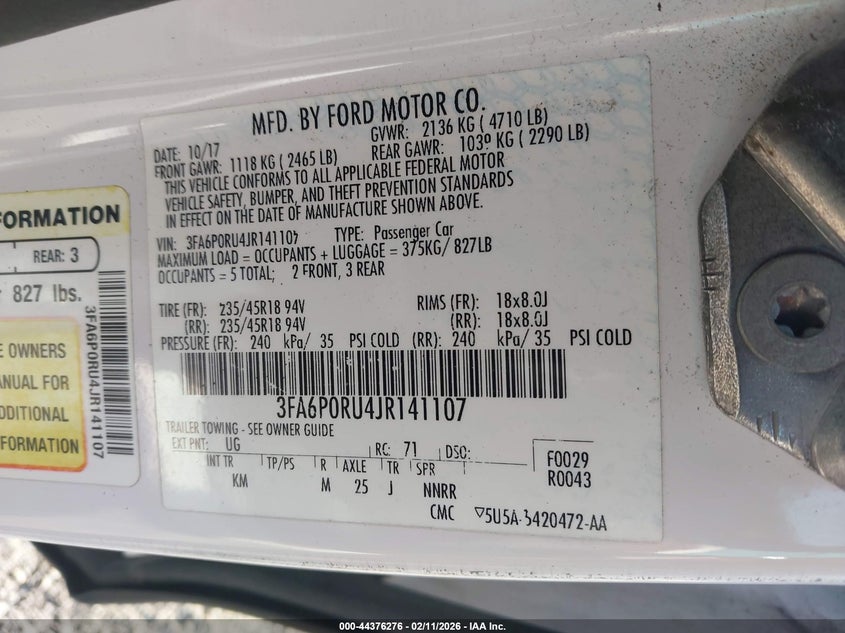 MFD. BY FORD MOTOR CO.
DATE: 10/17 GVWR: 2136 KG ( 4710 LB)
FRONT GAWR: 1118 KG ( 2465 LB) REAR GAWR: 1039 KG ( 2290 LB)
THIS VEHICLE CONFORMS TO ALL APPLICABLE FEDERAL MOTOR
VEHICLE SAFETY, BUMPER, AND THEFT PREVENTION STANDARDS
IN EFFECT ON THE DATE OF MANUFACTURE SHOWN ABOVE.
VIN: 3FA6P0RU4JR141107 TYPE: Passenger Car
MAXIMUM LOAD = OCCUPANTS + LUGGAGE = 375KG/ 827LB
OCCUPANTS = 5 TOTAL; 2 FRONT, 3 REAR
TIRE (FR): 235/45R18 94V RIMS (FR): 18x8.0J
(RR): 235/45R18 94V (RR): 18x8.0J
PRESSURE (FR): 240 kPa/ 35 PSI COLD (RR): 240 kPa/ 35 PSI COLD
3FA6P0RU4JR141107
TRAILER TOWING - SEE OWNER GUIDE
EXT PNT: UG RC: 71 DSO:
F0029
R0043
INT TR TP/PS R AXLE TR SPR
KM M 25 J NNRR
CMC ▽5U5A-3420472-AA
FORMATION
REAR: 3
827 lbs.
E OWNERS
ANUAL FOR
DDITIONAL
FORMATION
3FA6P0RU4JR141107
000-44376276 - 02/11/2026 - IAA Inc.